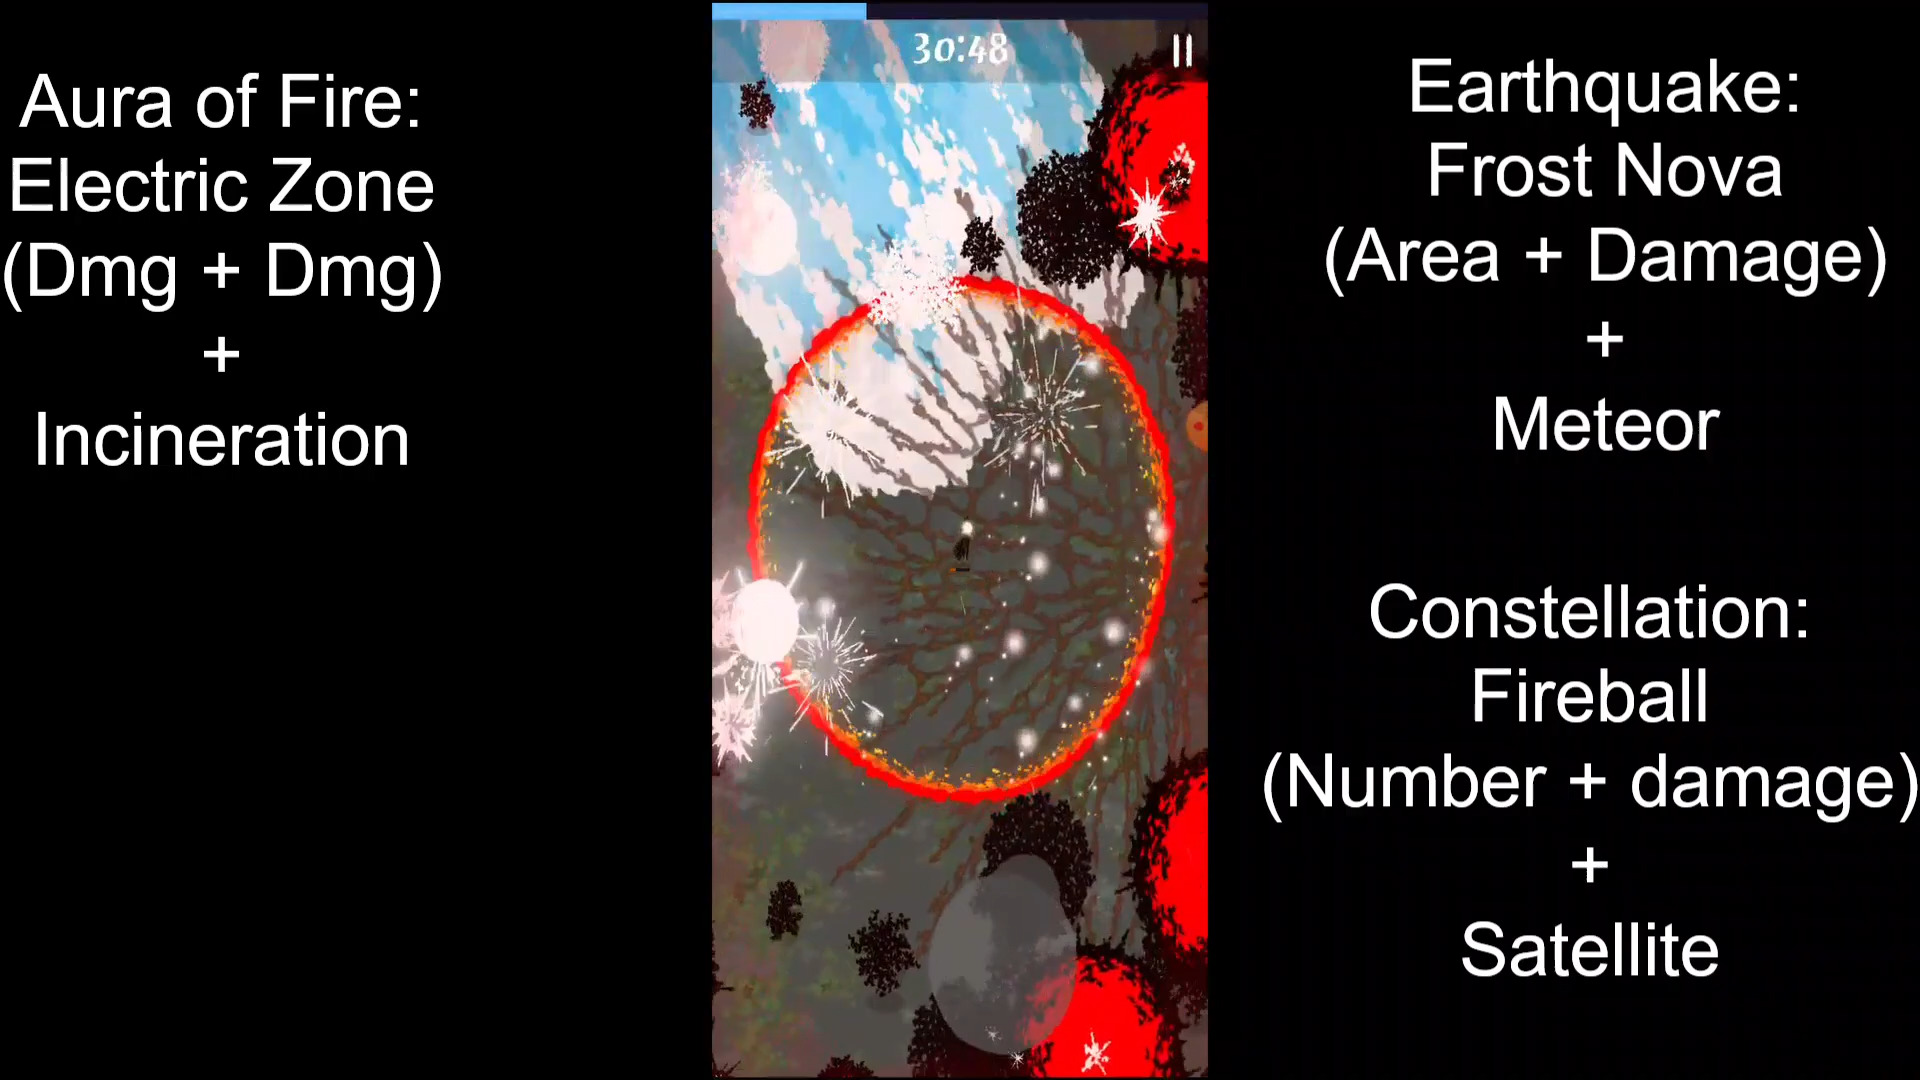 Aura of Fire:
Electric Zone
(Dmg + Dmg)
+
Incineration
30:48
Earthquake:
Frost Nova
(Area + Damage)
+
Meteor
Constellation:
Fireball
(Number + damage)
+
Satellite